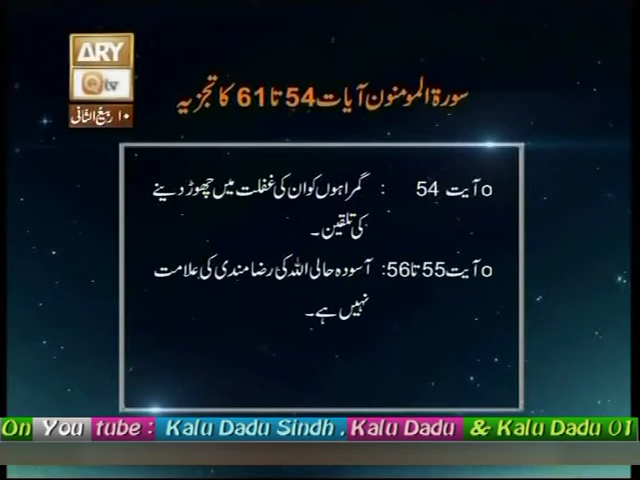 ARY
Qtv
۱۰ ربیع الثانی
سورۃ المومنون آیات 54 تا 61 کا تجزیہ
o آیت 54 : گمراہوں کو ان کی غفلت میں چھوڑ دینے
کی تلقین ۔
o آیت 55 تا 56: آسودہ حالی اللہ کی رضا مندی کی علامت
نہیں ہے۔
On You tube : Kalu Dadu Sindh , Kalu Dadu & Kalu Dadu 01